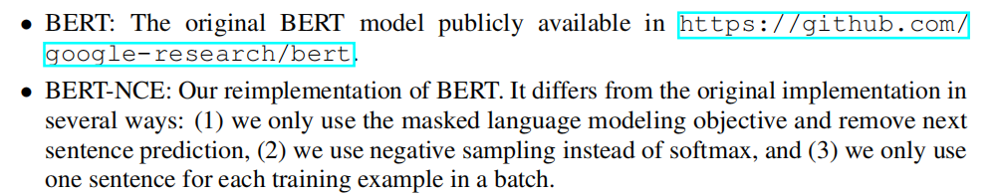 • BERT: The original BERT model publicly available in https://github.com/
google-research/bert.
• BERT-NCE: Our reimplementation of BERT. It differs from the original implementation in
several ways: (1) we only use the masked language modeling objective and remove next
sentence prediction, (2) we use negative sampling instead of softmax, and (3) we only use
one sentence for each training example in a batch.